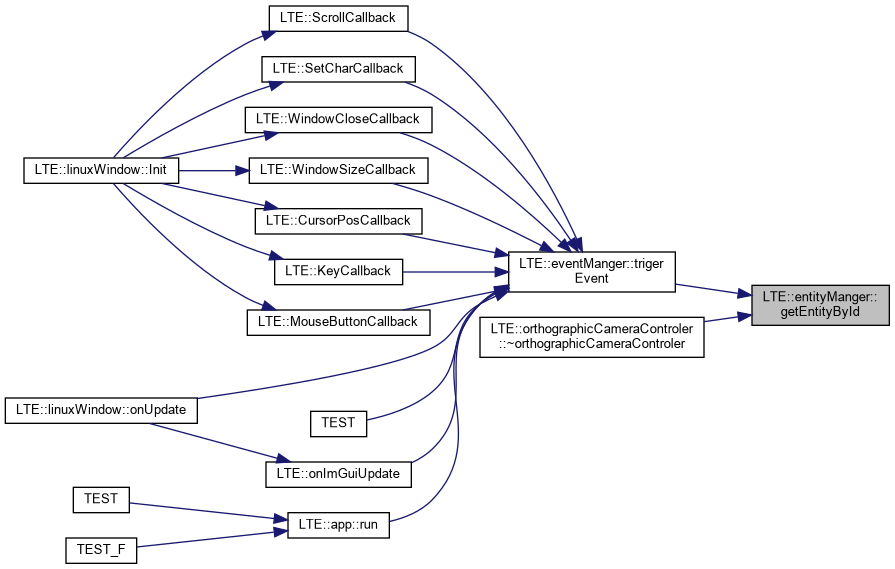 LTE::ScrollCallback
LTE::SetCharCallback
LTE::WindowCloseCallback
LTE::linuxWindow::Init
LTE::WindowSizeCallback
LTE::CursorPosCallback
LTE::KeyCallback
LTE::eventManger::triger
Event
LTE::entityManger::
getEntityById
LTE::MouseButtonCallback
LTE::orthographicCameraControler
::~orthographicCameraControler
LTE::linuxWindow::onUpdate
TEST
LTE::onImGuiUpdate
TEST
LTE::app::run
TEST_F